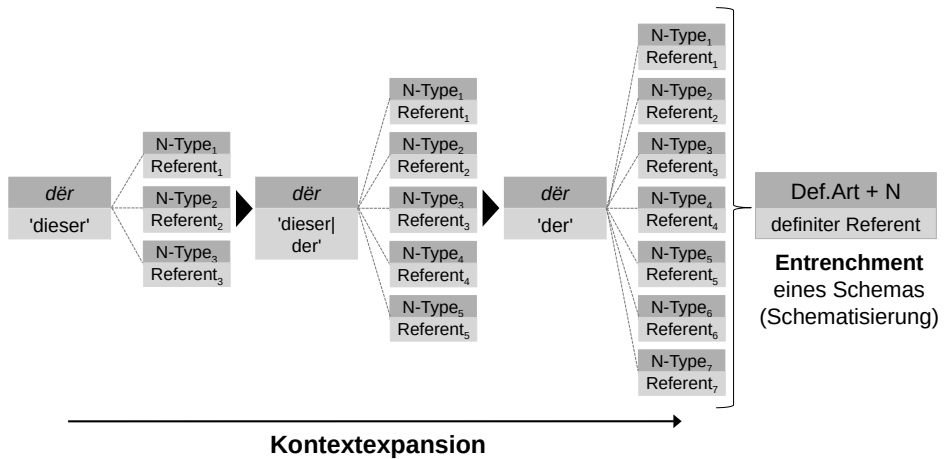 dër
'dieser'
N-Type₁
Referent₁
N-Type₂
Referent₂
N-Type₃
Referent₃
dër
'dieser|
der'
N-Type₁
Referent₁
N-Type₂
Referent₂
N-Type₃
Referent₃
N-Type₄
Referent₄
N-Type₅
Referent₅
dër
'der'
N-Type₁
Referent₁
N-Type₂
Referent₂
N-Type₃
Referent₃
N-Type₄
Referent₄
N-Type₅
Referent₅
N-Type₆
Referent₆
N-Type₇
Referent₇
Def.Art + N
definiter Referent
Entrenchment
eines Schemas
(Schematisierung)
Kontextexpansion